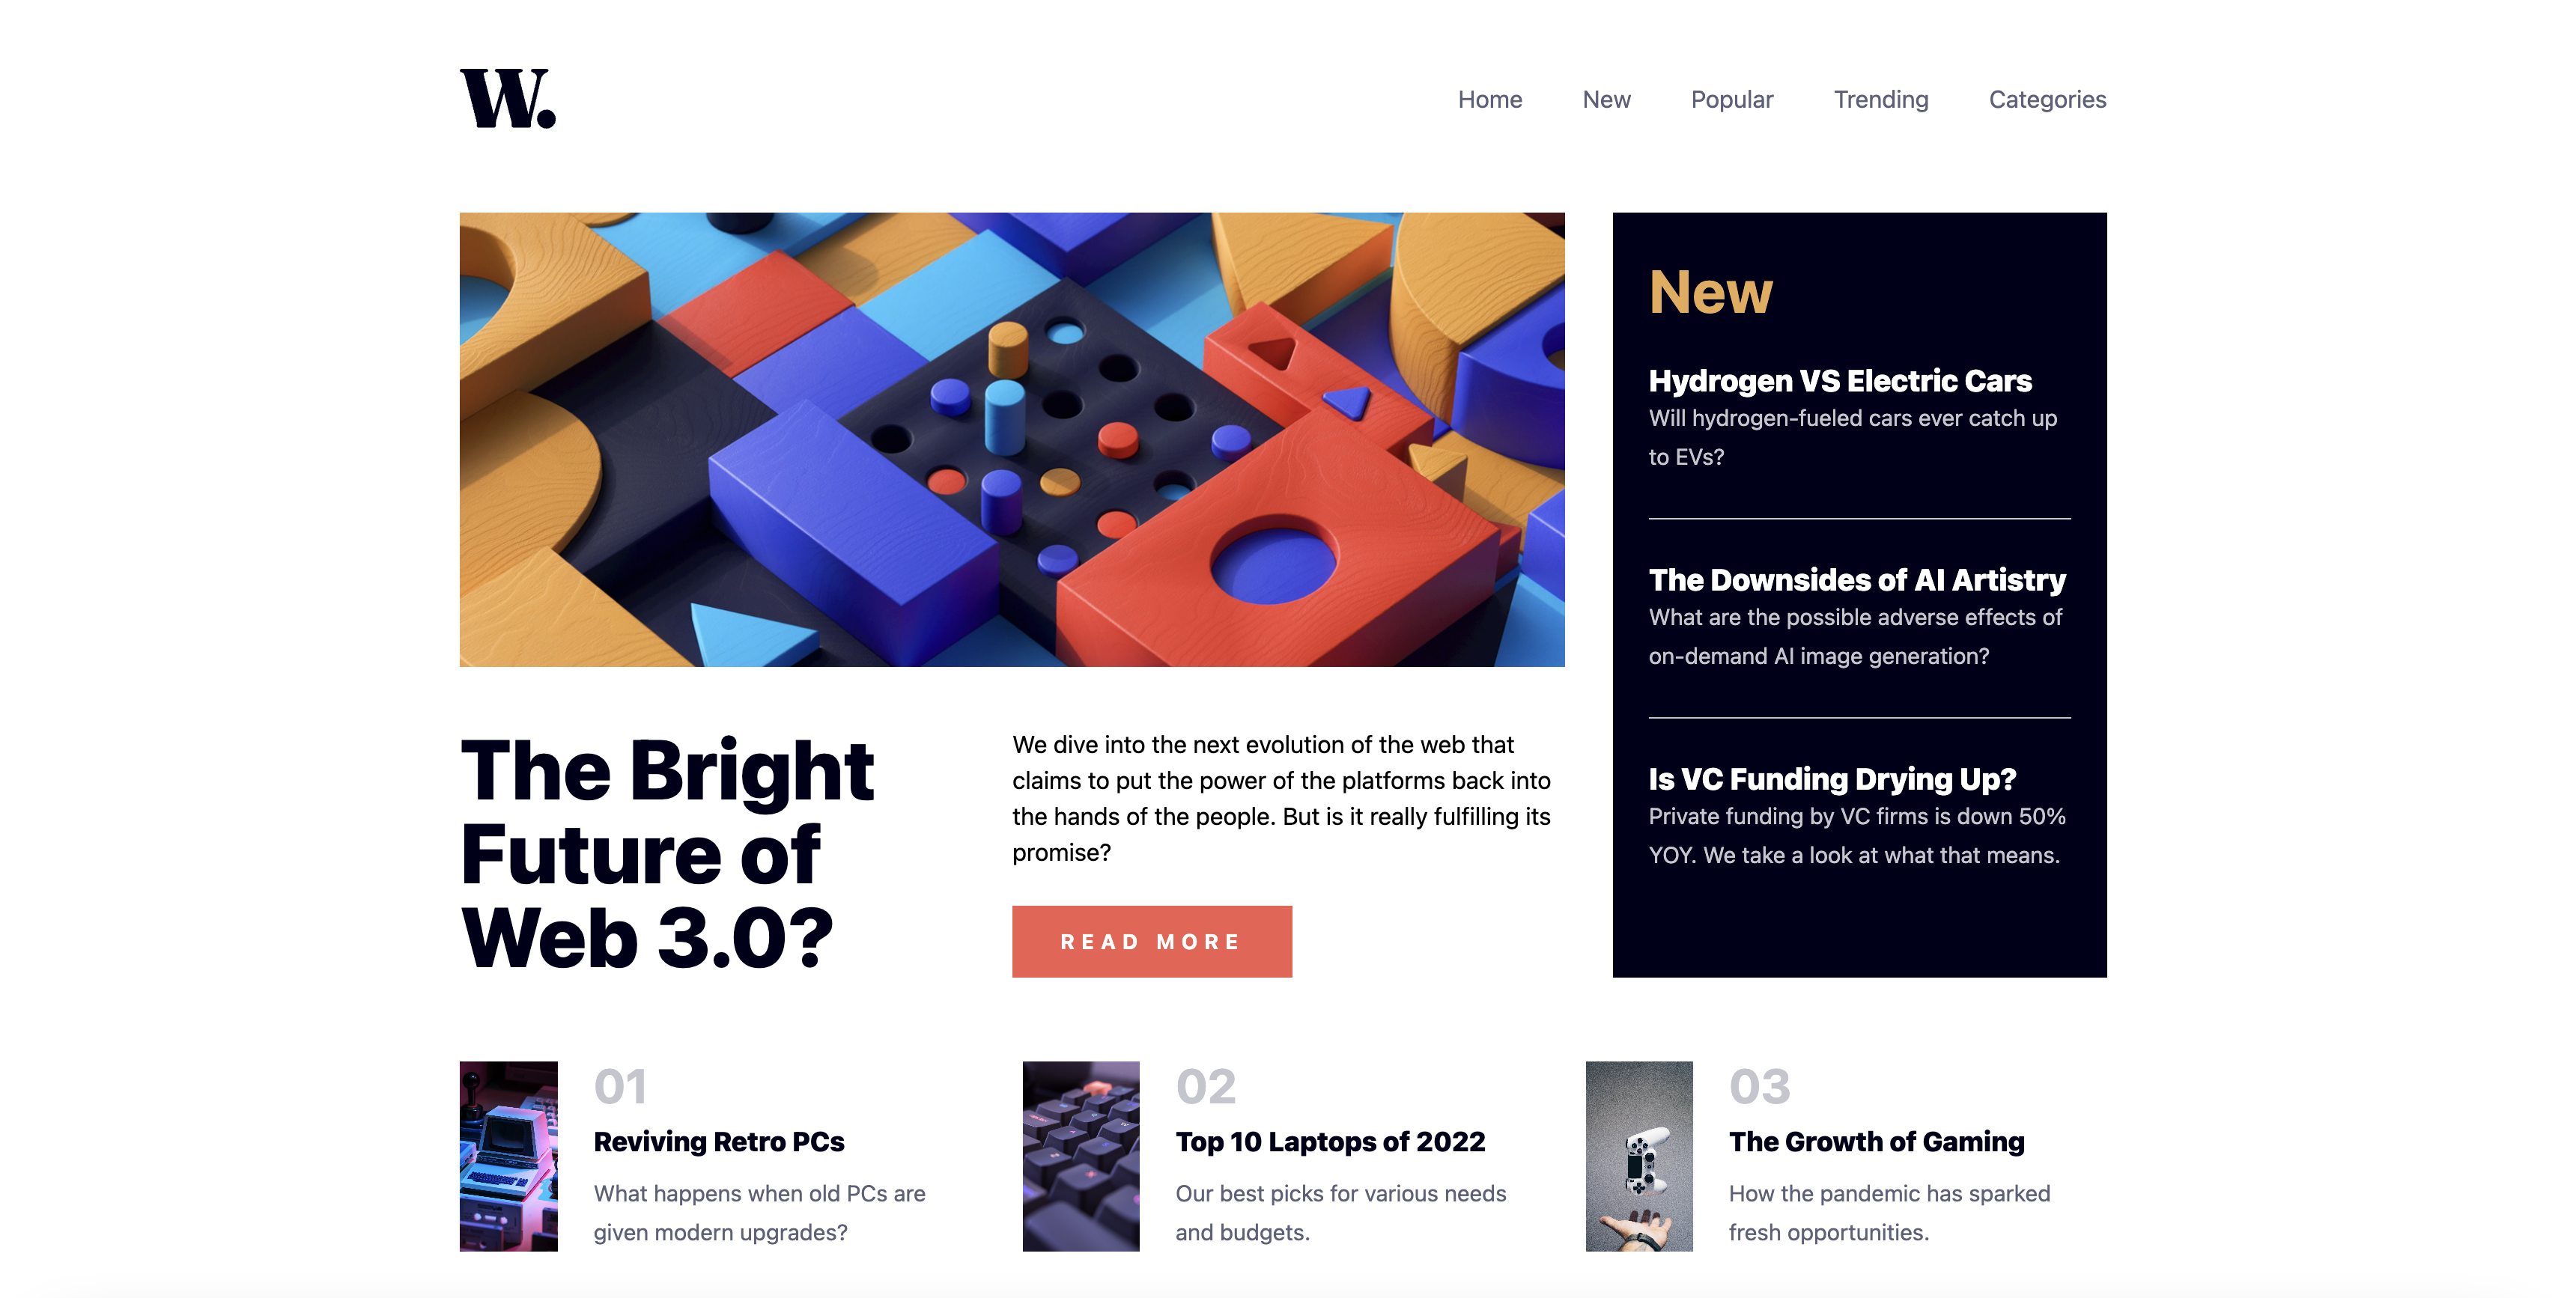 W.
Home New Popular Trending Categories
New
Hydrogen VS Electric Cars
Will hydrogen-fueled cars ever catch up
to EVs?
The Downsides of AI Artistry
What are the possible adverse effects of
on-demand AI image generation?
Is VC Funding Drying Up?
Private funding by VC firms is down 50%
YOY. We take a look at what that means.
The Bright
Future of
Web 3.0?
We dive into the next evolution of the web that
claims to put the power of the platforms back into
the hands of the people. But is it really fulfilling its
promise?
READ MORE
01
Reviving Retro PCs
What happens when old PCs are
given modern upgrades?
02
Top 10 Laptops of 2022
Our best picks for various needs
and budgets.
03
The Growth of Gaming
How the pandemic has sparked
fresh opportunities.